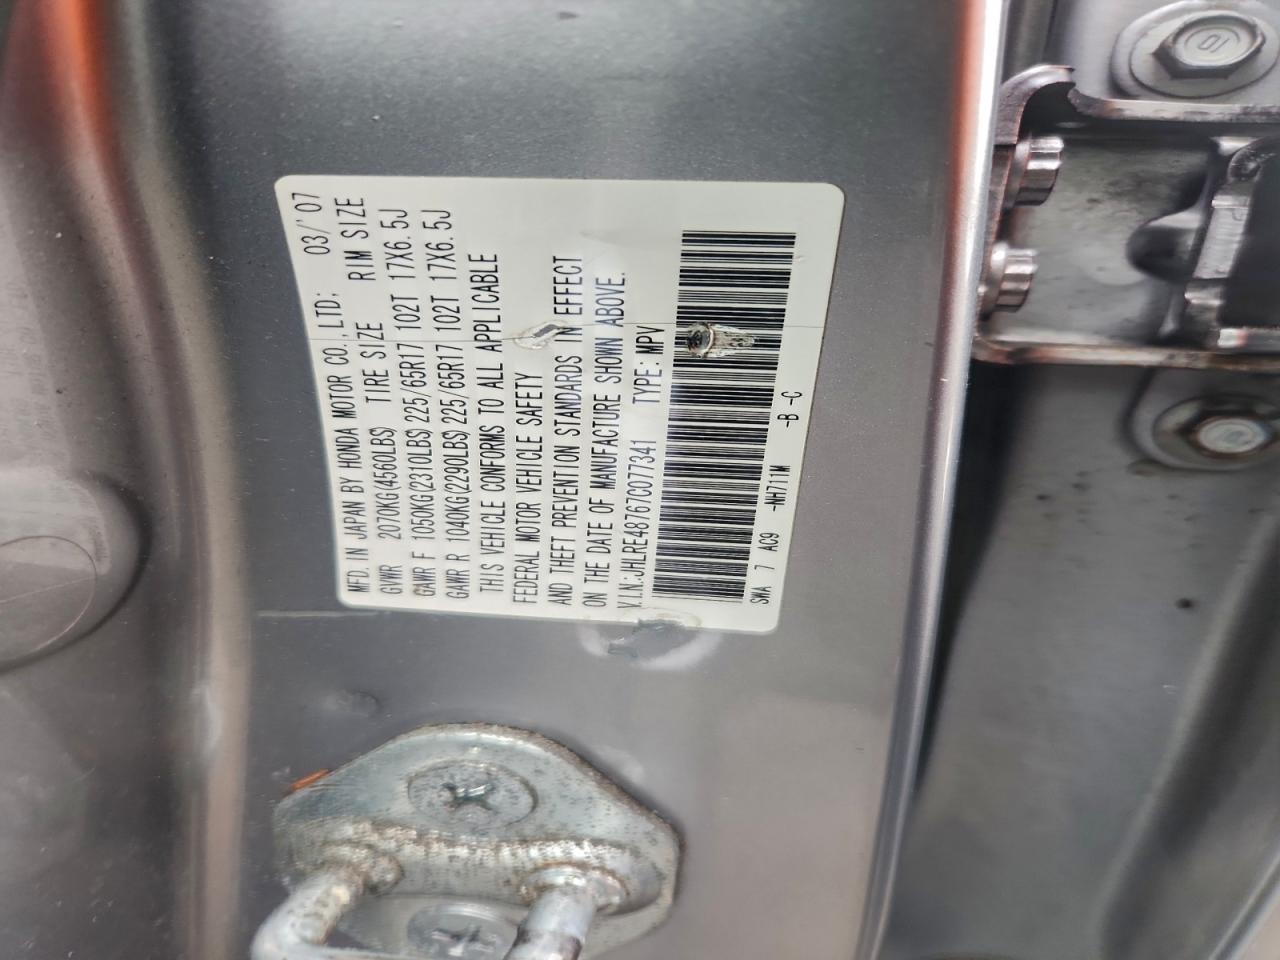 MFD. IN JAPAN BY HONDA MOTOR CO., LTD; 03/'07
GVWR 2070KG(4560LBS) TIRE SIZE RIM SIZE
GAWR F 1050KG(2310LBS) 225/65R17 102T 17X6.5J
GAWR R 1040KG(2290LBS) 225/65R17 102T 17X6.5J
THIS VEHICLE CONFORMS TO ALL APPLICABLE
FEDERAL MOTOR VEHICLE SAFETY
AND THEFT PREVENTION STANDARDS IN EFFECT
ON THE DATE OF MANUFACTURE SHOWN ABOVE.
V.I.N: JHLRE48767C077341 TYPE: MPV
SWA 7 AC9 -NH711M -B -C
10